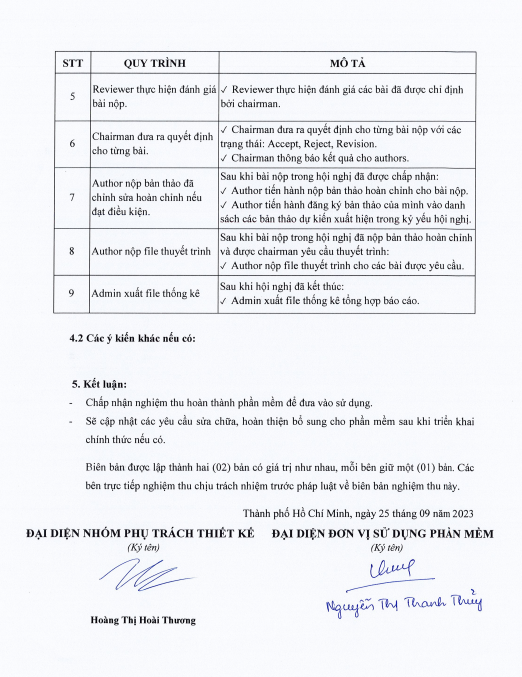 STT QUY TRÌNH MÔ TẢ
5 Reviewer thực hiện đánh giá bài nộp. ✓ Reviewer thực hiện đánh giá các bài đã được chỉ định
bởi chairman.
6 Chairman đưa ra quyết định cho từng bài. ✓ Chairman đưa ra quyết định cho từng bài nộp với các
trạng thái: Accept, Reject, Revision.
✓ Chairman thông báo kết quả cho authors.
7 Author nộp bản thảo đã
chỉnh sửa hoàn chỉnh nếu
đạt điều kiện.
Sau khi bài nộp trong hội nghị đã được chấp nhận:
✓ Author tiến hành nộp bản thảo hoàn chỉnh cho bài nộp.
✓ Author tiến hành đăng ký bản thảo của mình vào danh
sách các bản thảo dự kiến xuất hiện trong kỷ yếu hội nghị.
8 Author nộp file thuyết trình
Sau khi bài nộp trong hội nghị đã nộp bản thảo hoàn chỉnh
và được chairman yêu cầu thuyết trình:
✓ Author nộp file thuyết trình cho các bài được yêu cầu.
9 Admin xuất file thống kê
Sau khi hội nghị đã kết thúc:
✓ Admin xuất file thống kê tổng hợp báo cáo.
4.2 Các ý kiến khác nếu có:
5. Kết luận:
- Chấp nhận nghiệm thu hoàn thành phần mềm để đưa vào sử dụng.
- Sẽ cập nhật các yêu cầu sửa chữa, hoàn thiện bổ sung cho phần mềm sau khi triển khai
chính thức nếu có.
Biên bản được lập thành hai (02) bản có giá trị như nhau, mỗi bên giữ một (01) bản. Các
bên trực tiếp nghiệm thu chịu trách nhiệm trước pháp luật về biên bản nghiệm thu này.
Thành phố Hồ Chí Minh, ngày 25 tháng 09 năm 2023
ĐẠI DIỆN NHÓM PHỤ TRÁCH THIẾT KẾ ĐẠI DIỆN ĐƠN VỊ SỬ DỤNG PHẦN MỀM
(Ký tên) (Ký tên)
Nguyễn Thị Thanh Thủy
Hoàng Thị Hoài Thương